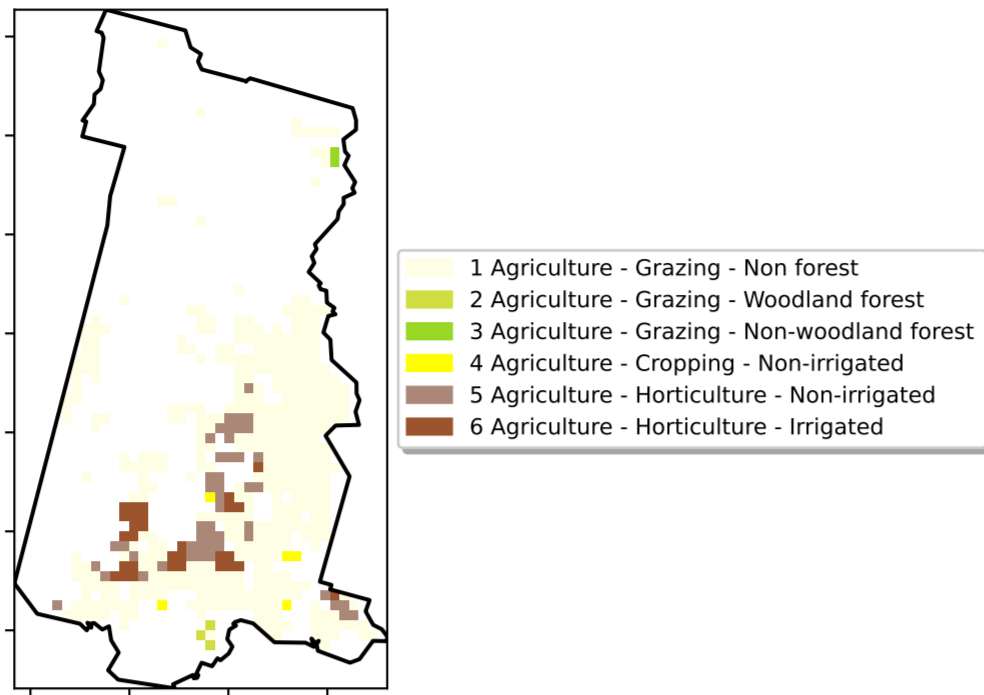 1 Agriculture - Grazing - Non forest
2 Agriculture - Grazing - Woodland forest
3 Agriculture - Grazing - Non-woodland forest
4 Agriculture - Cropping - Non-irrigated
5 Agriculture - Horticulture - Non-irrigated
6 Agriculture - Horticulture - Irrigated